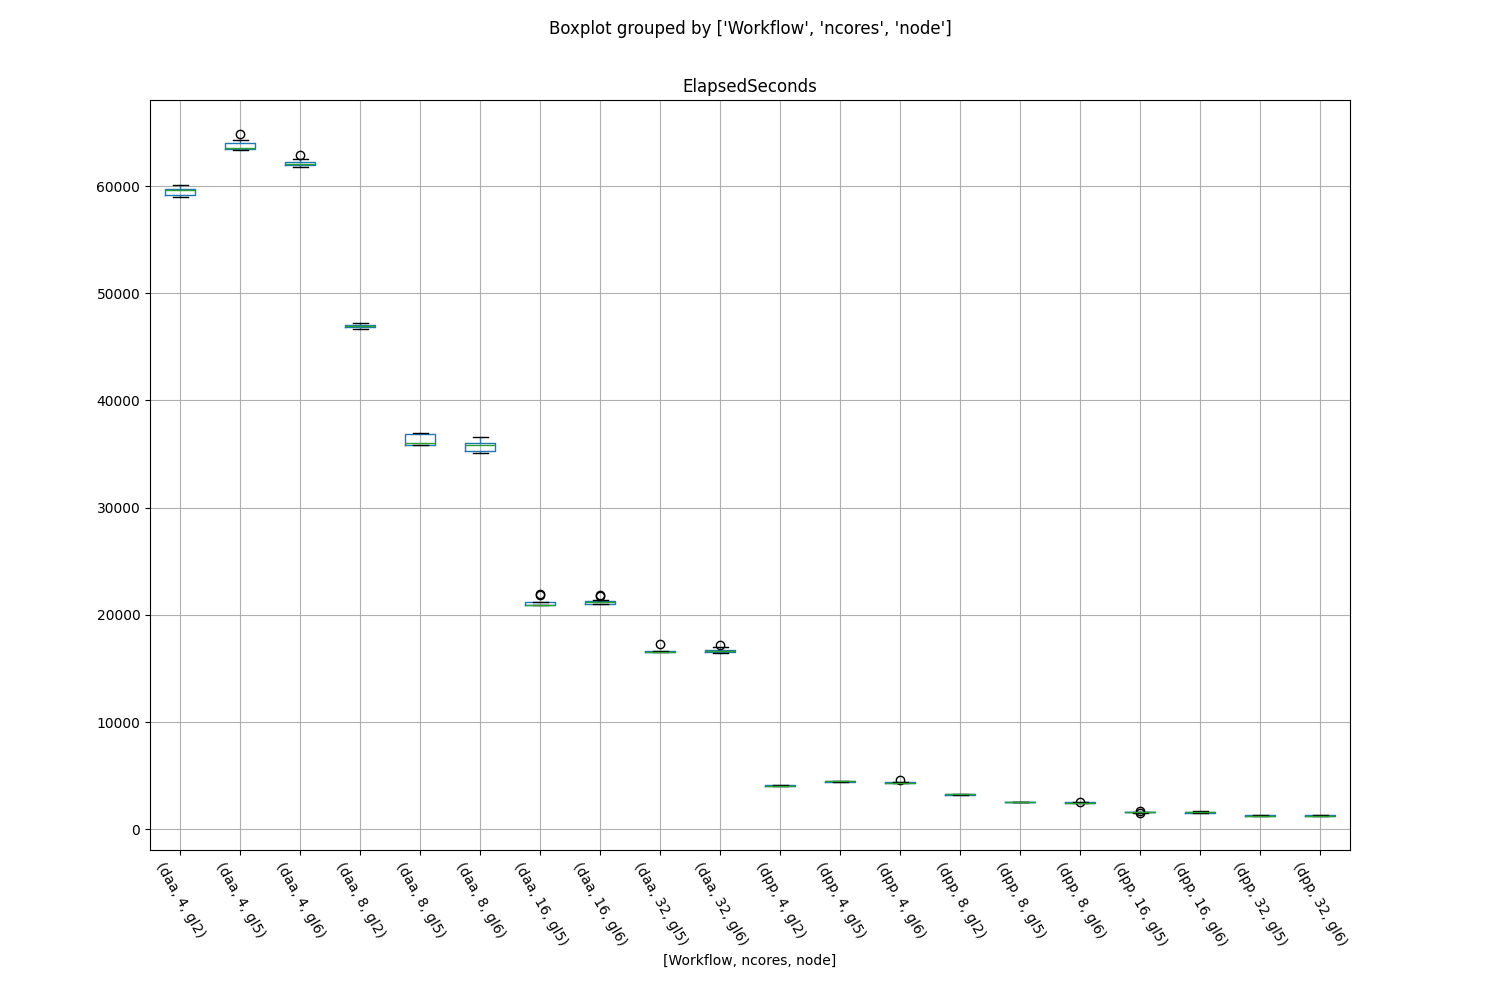 Boxplot grouped by ['Workflow', 'ncores', 'node']
ElapsedSeconds
60000
50000
40000
30000
20000
10000
0
(daa, 4, gl2)
(daa, 4, gl5)
(daa, 4, gl6)
(daa, 8, gl2)
(daa, 8, gl5)
(daa, 8, gl6)
(daa, 16, gl5)
(daa, 16, gl6)
(daa, 32, gl5)
(daa, 32, gl6)
(dpp, 4, gl2)
(dpp, 4, gl5)
(dpp, 4, gl6)
(dpp, 8, gl2)
(dpp, 8, gl5)
(dpp, 8, gl6)
(dpp, 16, gl5)
(dpp, 16, gl6)
(dpp, 32, gl5)
(dpp, 32, gl6)
[Workflow, ncores, node]